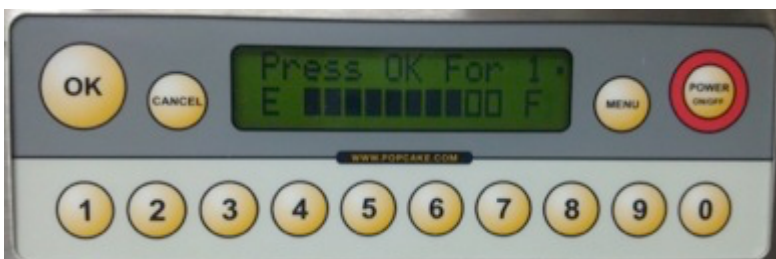 OK
CANCEL
Press OK For 1
E F
MENU
POWER
ON/OFF
WWW.POPCAKE.COM
1 2 3 4 5 6 7 8 9 0